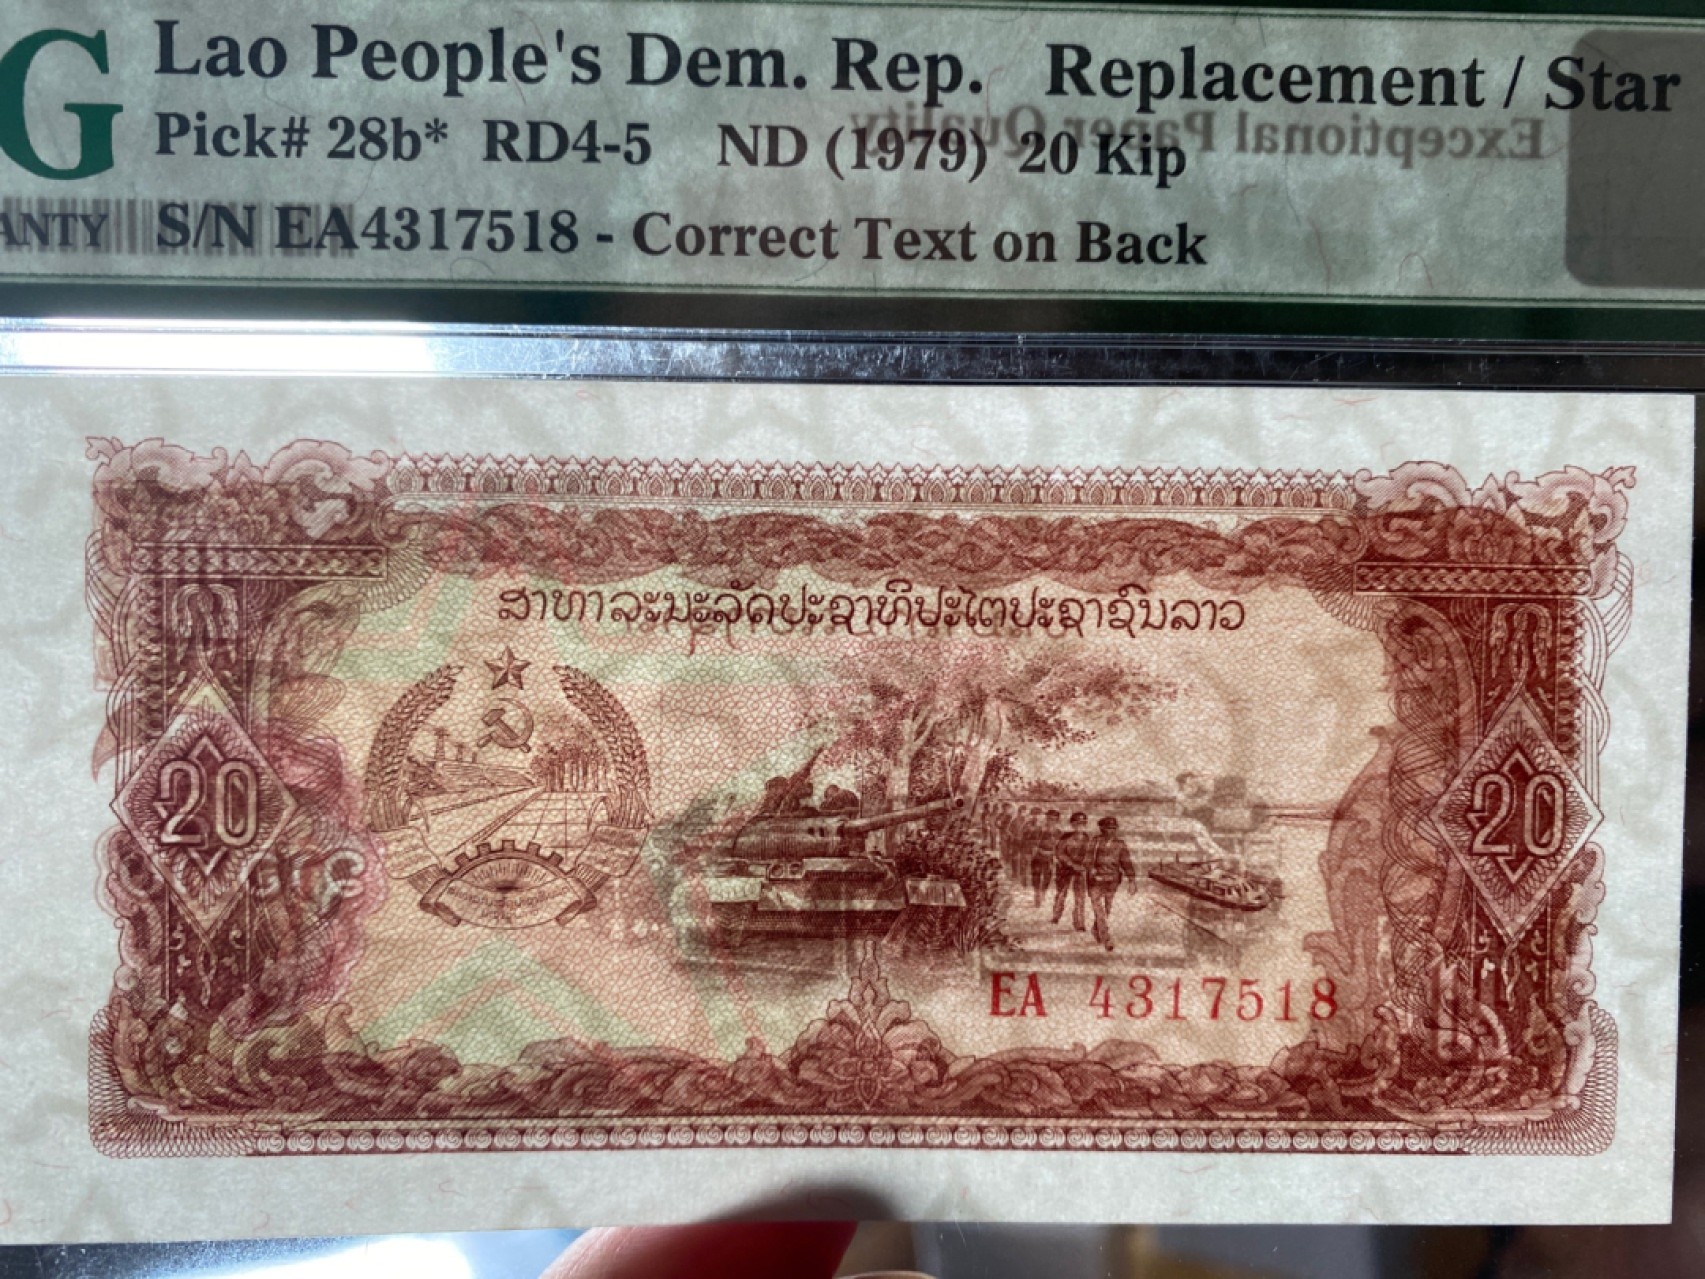 G
Lao People's Dem. Rep. Replacement / Star
Exceptional Paper Quality
Pick# 28b* RD4-5 ND (1979) 20 Kip
ANTY S/N EA4317518 - Correct Text on Back
ສາທາລະນະລັດປະຊາທິປະໄຕປະຊາຊົນລາວ
20 20
EA 4317518